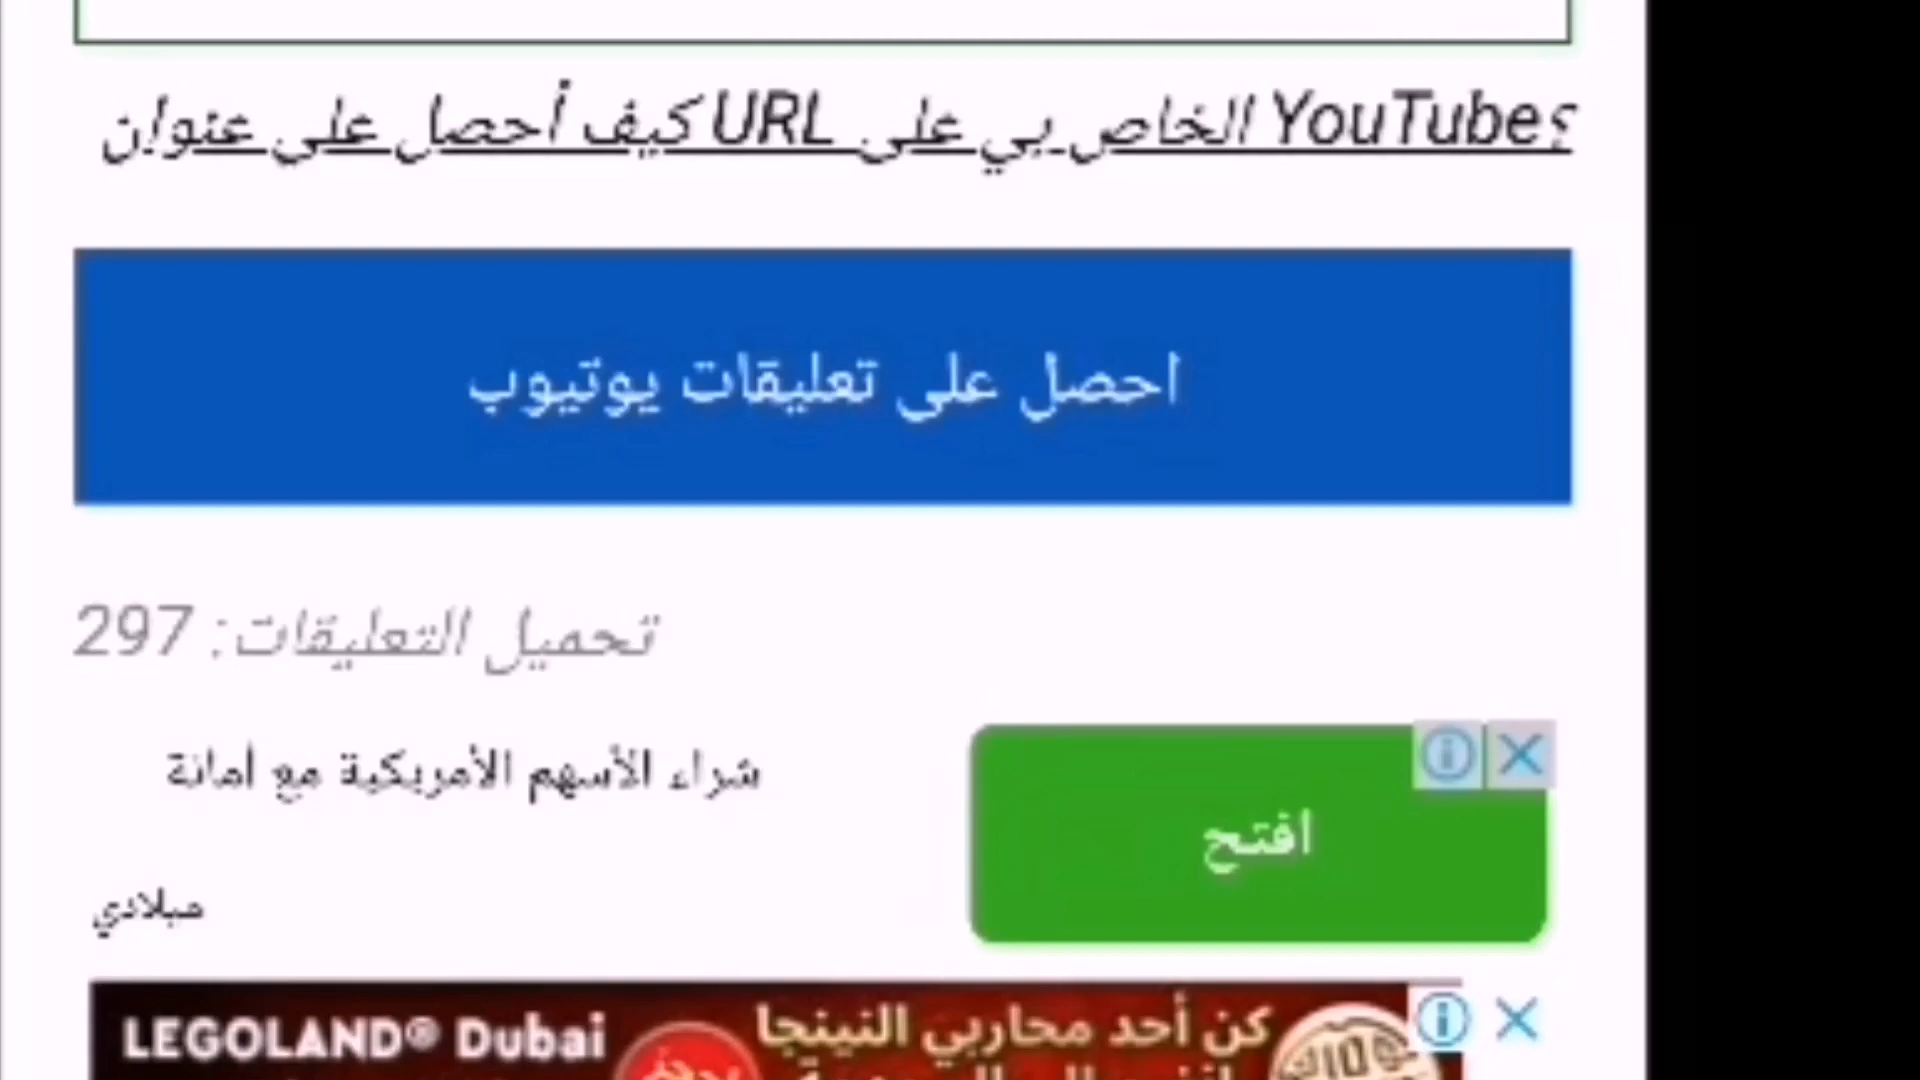 كيف أحصل على عنوان URL الخاص بي على YouTube؟
احصل على تعليقات يوتيوب
تحميل التعليقات: 297
شراء الأسهم الأمريكية مع أمانة
افتح
ميلادي
LEGOLAND® Dubai
كن أحد محاربي النينجا